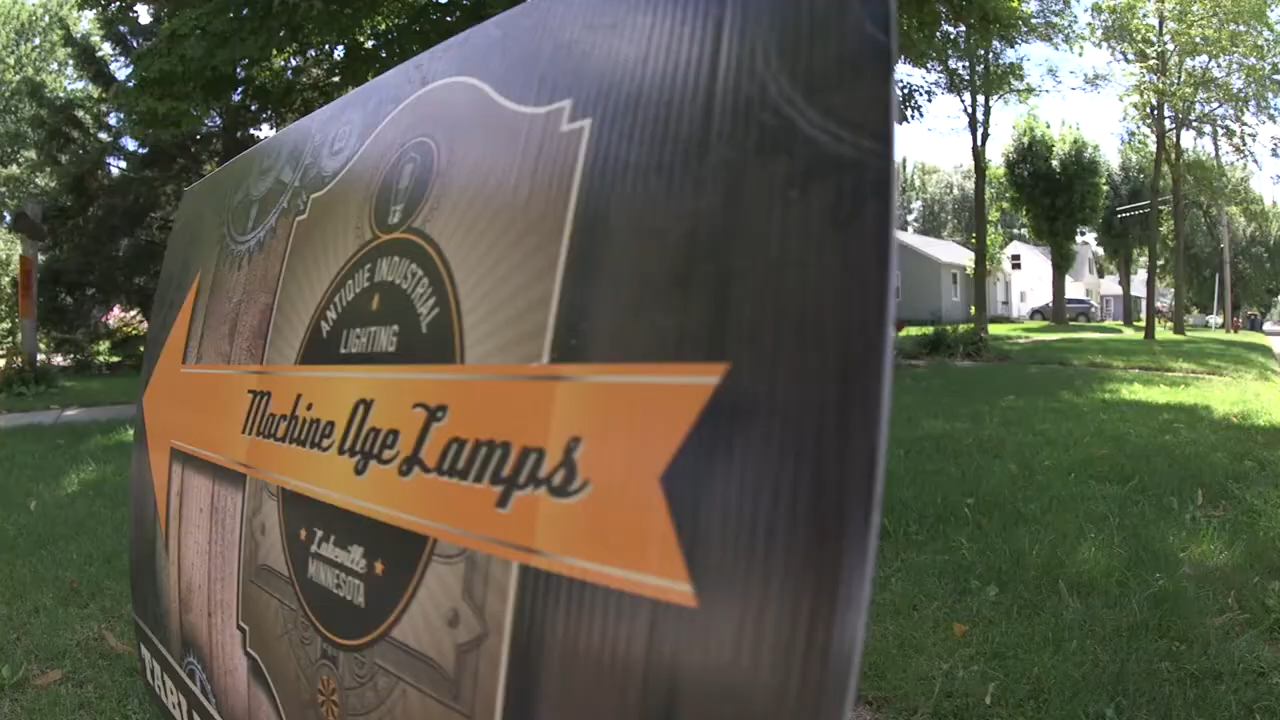 ANTIQUE INDUSTRIAL
LIGHTING
Machine Age Lamps
Lakeville
MINNESOTA